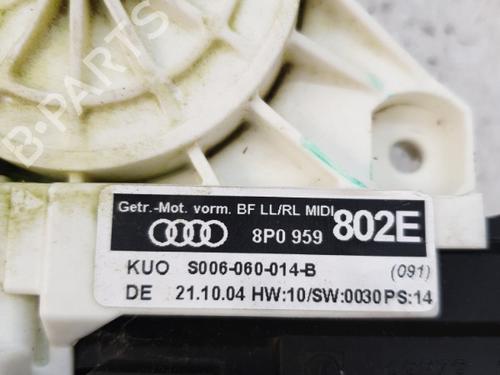 B-PARTS
Getr.-Mot. vorm. BF LL/RL MIDI
8P0 959 802E
KUO S006-060-014-B (091)
DE 21.10.04 HW:10/SW:0030 PS:14